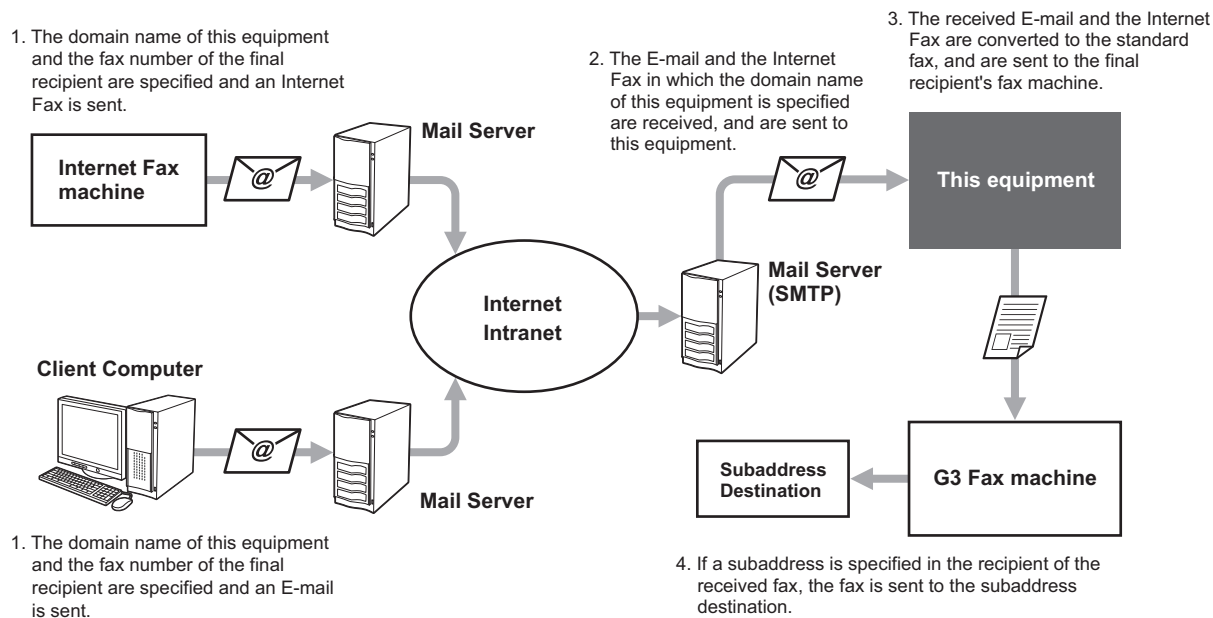 1. The domain name of this equipment
and the fax number of the final
recipient are specified and an Internet
Fax is sent.
Internet Fax
machine
@
Mail Server
Client Computer
@
Mail Server
1. The domain name of this equipment
and the fax number of the final
recipient are specified and an E-mail
is sent.
Internet
Intranet
2. The E-mail and the Internet
Fax in which the domain name
of this equipment is specified
are received, and are sent to
this equipment.
Mail Server
(SMTP)
@
3. The received E-mail and the Internet
Fax are converted to the standard
fax, and are sent to the final
recipient's fax machine.
This equipment
G3 Fax machine
Subaddress
Destination
4. If a subaddress is specified in the recipient of the
received fax, the fax is sent to the subaddress
destination.